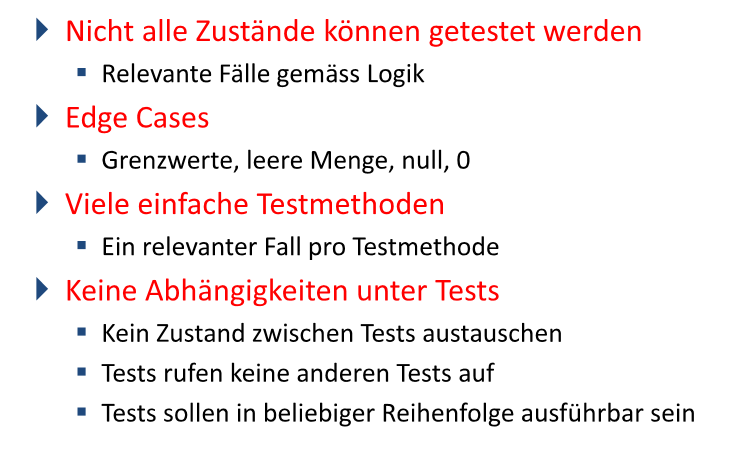 Nicht alle Zustände können getestet werden
Relevante Fälle gemäss Logik
Edge Cases
Grenzwerte, leere Menge, null, 0
Viele einfache Testmethoden
Ein relevanter Fall pro Testmethode
Keine Abhängigkeiten unter Tests
Kein Zustand zwischen Tests austauschen
Tests rufen keine anderen Tests auf
Tests sollen in beliebiger Reihenfolge ausführbar sein